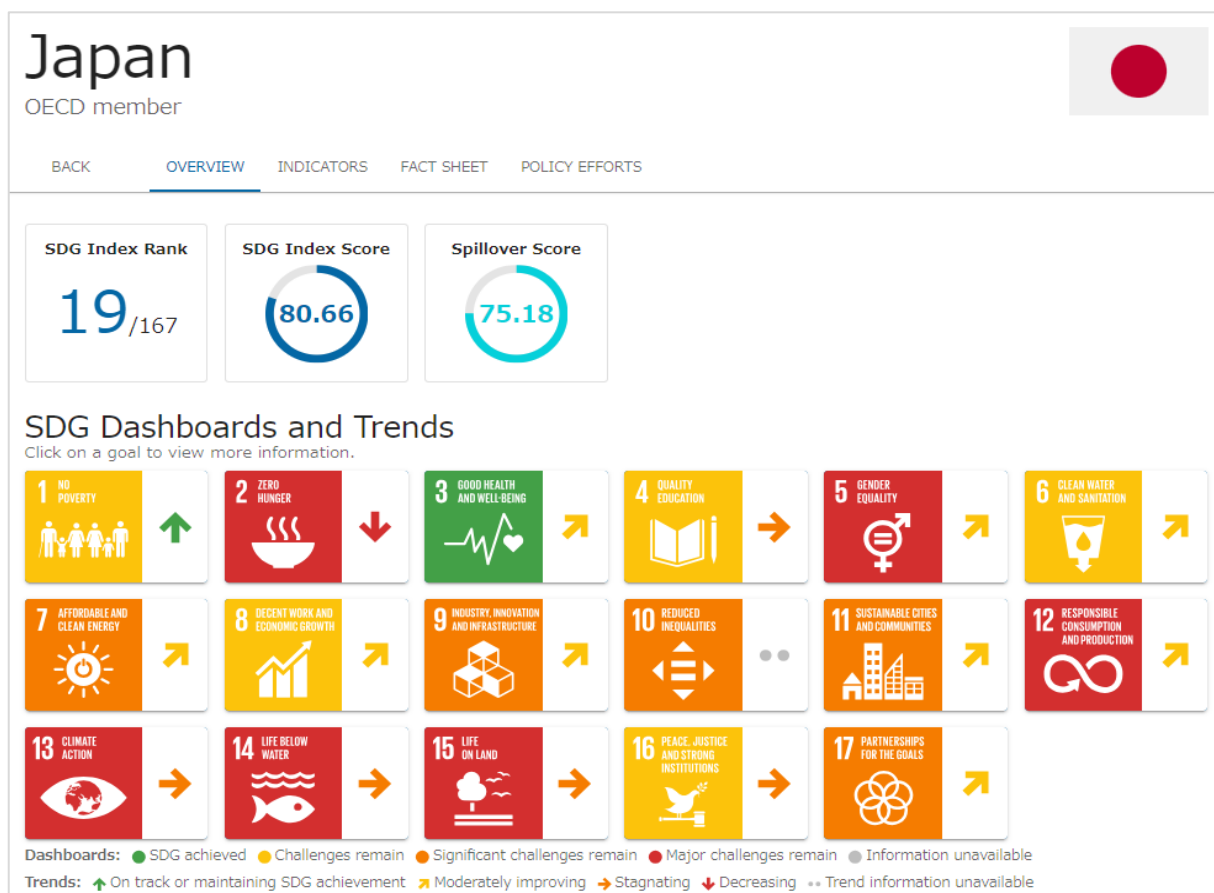 Japan
OECD member
BACK OVERVIEW INDICATORS FACT SHEET POLICY EFFORTS
SDG Index Rank
19/167
SDG Index Score
80.66
Spillover Score
75.18
SDG Dashboards and Trends
Click on a goal to view more information.
1 NO
POVERTY
2 ZERO
HUNGER
3 GOOD HEALTH
AND WELL-BEING
4 QUALITY
EDUCATION
5 GENDER
EQUALITY
6 CLEAN WATER
AND SANITATION
7 AFFORDABLE AND
CLEAN ENERGY
8 DECENT WORK AND
ECONOMIC GROWTH
9 INDUSTRY, INNOVATION
AND INFRASTRUCTURE
10 REDUCED
INEQUALITIES
11 SUSTAINABLE CITIES
AND COMMUNITIES
12 RESPONSIBLE
CONSUMPTION
AND PRODUCTION
13 CLIMATE
ACTION
14 LIFE BELOW
WATER
15 LIFE
ON LAND
16 PEACE, JUSTICE
AND STRONG
INSTITUTIONS
17 PARTNERSHIPS
FOR THE GOALS
Dashboards: SDG achieved Challenges remain Significant challenges remain Major challenges remain Information unavailable
Trends: On track or maintaining SDG achievement Moderately improving Stagnating Decreasing Trend information unavailable